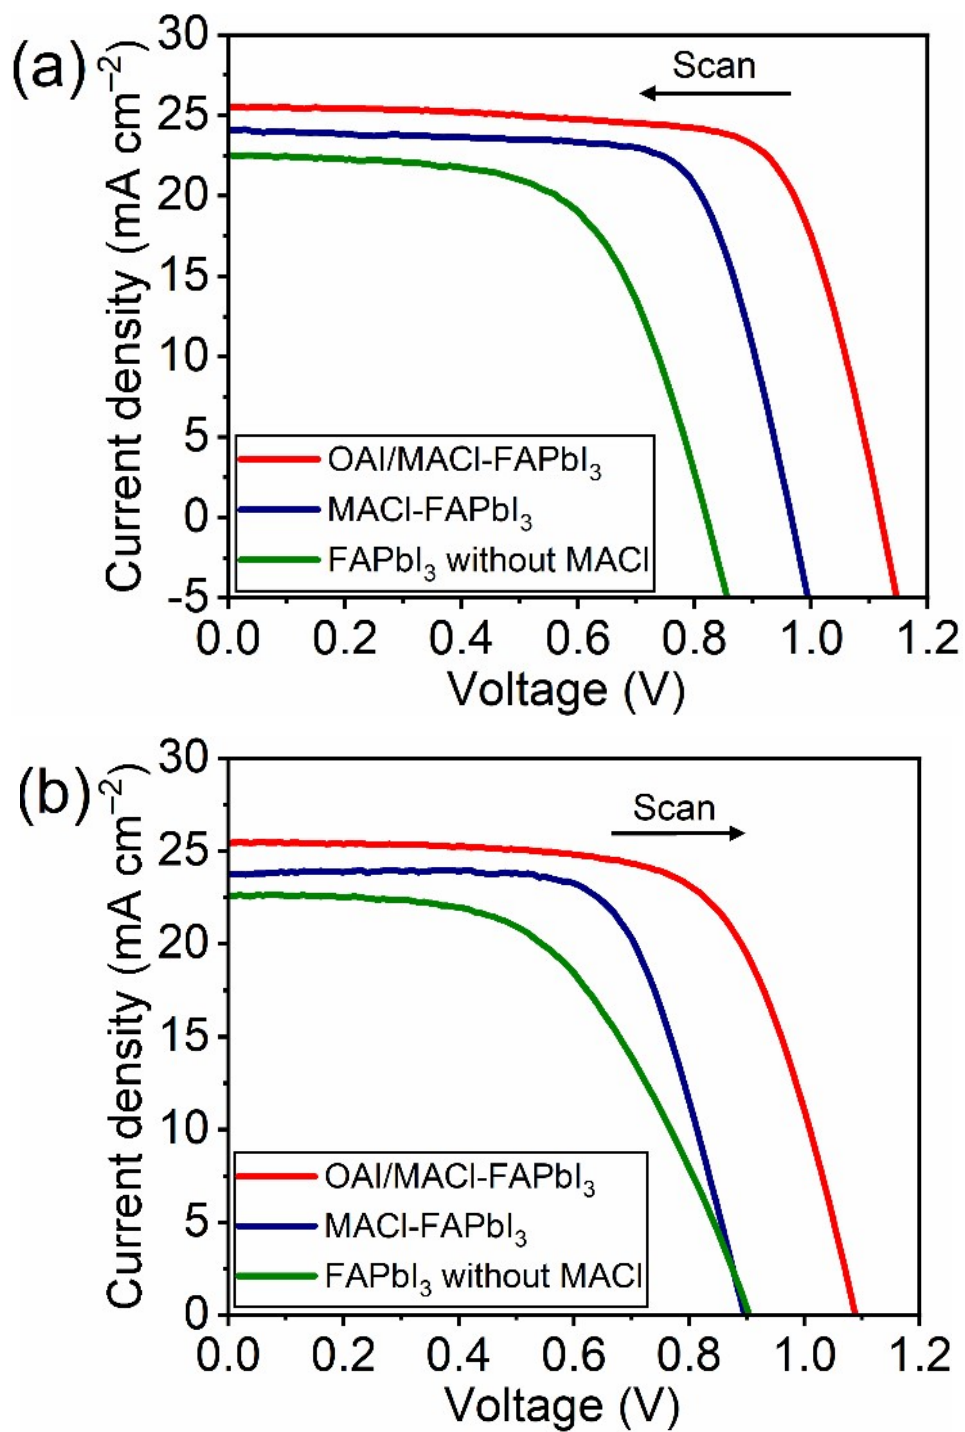 (a)
Current density (mA cm−2)
30
25
20
15
10
5
0
-5
Scan
OAI/MACl-FAPbI3
MACl-FAPbI3
FAPbI3 without MACl
0.0 0.2 0.4 0.6 0.8 1.0 1.2
Voltage (V)
(b)
Current density (mA cm−2)
30
25
20
15
10
5
0
Scan
OAI/MACl-FAPbI3
MACl-FAPbI3
FAPbI3 without MACl
0.0 0.2 0.4 0.6 0.8 1.0 1.2
Voltage (V)